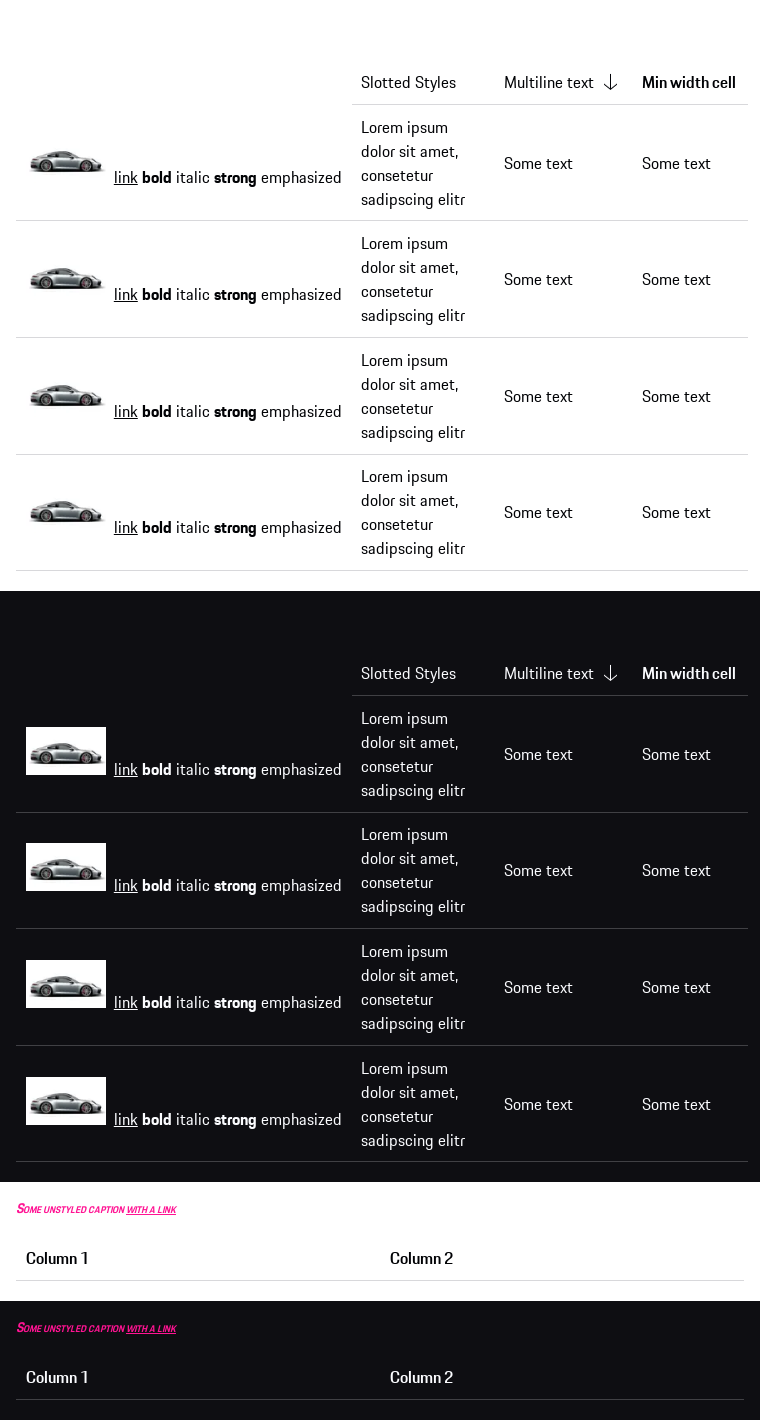 Slotted Styles Multiline text Min width cell
Lorem ipsum
dolor sit amet,
consetetur
sadipscing elitr
link bold italic strong emphasized
Some text Some text
Lorem ipsum
dolor sit amet,
consetetur
sadipscing elitr
link bold italic strong emphasized
Some text Some text
Lorem ipsum
dolor sit amet,
consetetur
sadipscing elitr
link bold italic strong emphasized
Some text Some text
Lorem ipsum
dolor sit amet,
consetetur
sadipscing elitr
link bold italic strong emphasized
Some text Some text
Slotted Styles Multiline text Min width cell
Lorem ipsum
dolor sit amet,
consetetur
sadipscing elitr
link bold italic strong emphasized
Some text Some text
Lorem ipsum
dolor sit amet,
consetetur
sadipscing elitr
link bold italic strong emphasized
Some text Some text
Lorem ipsum
dolor sit amet,
consetetur
sadipscing elitr
link bold italic strong emphasized
Some text Some text
Lorem ipsum
dolor sit amet,
consetetur
sadipscing elitr
link bold italic strong emphasized
Some text Some text
Some unstyled caption with a link
Column 1 Column 2
Some unstyled caption with a link
Column 1 Column 2